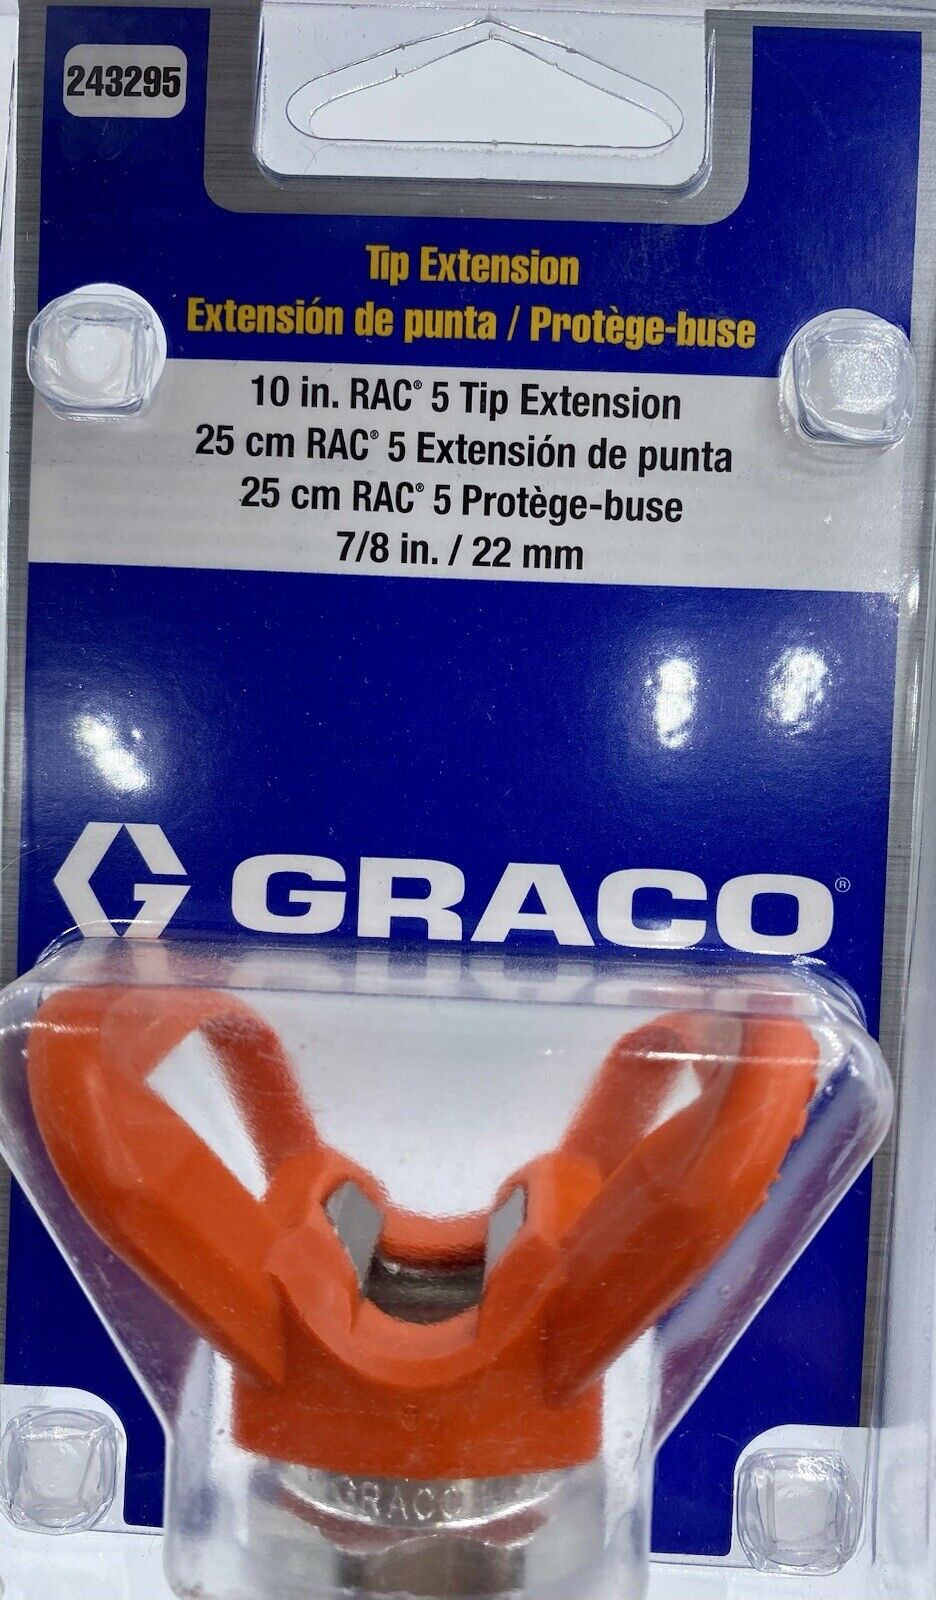 243295
Tip Extension
Extensión de punta / Protège-buse
10 in. RAC® 5 Tip Extension
25 cm RAC® 5 Extensión de punta
25 cm RAC® 5 Protège-buse
7/8 in. / 22 mm
GRACO®
GRACO